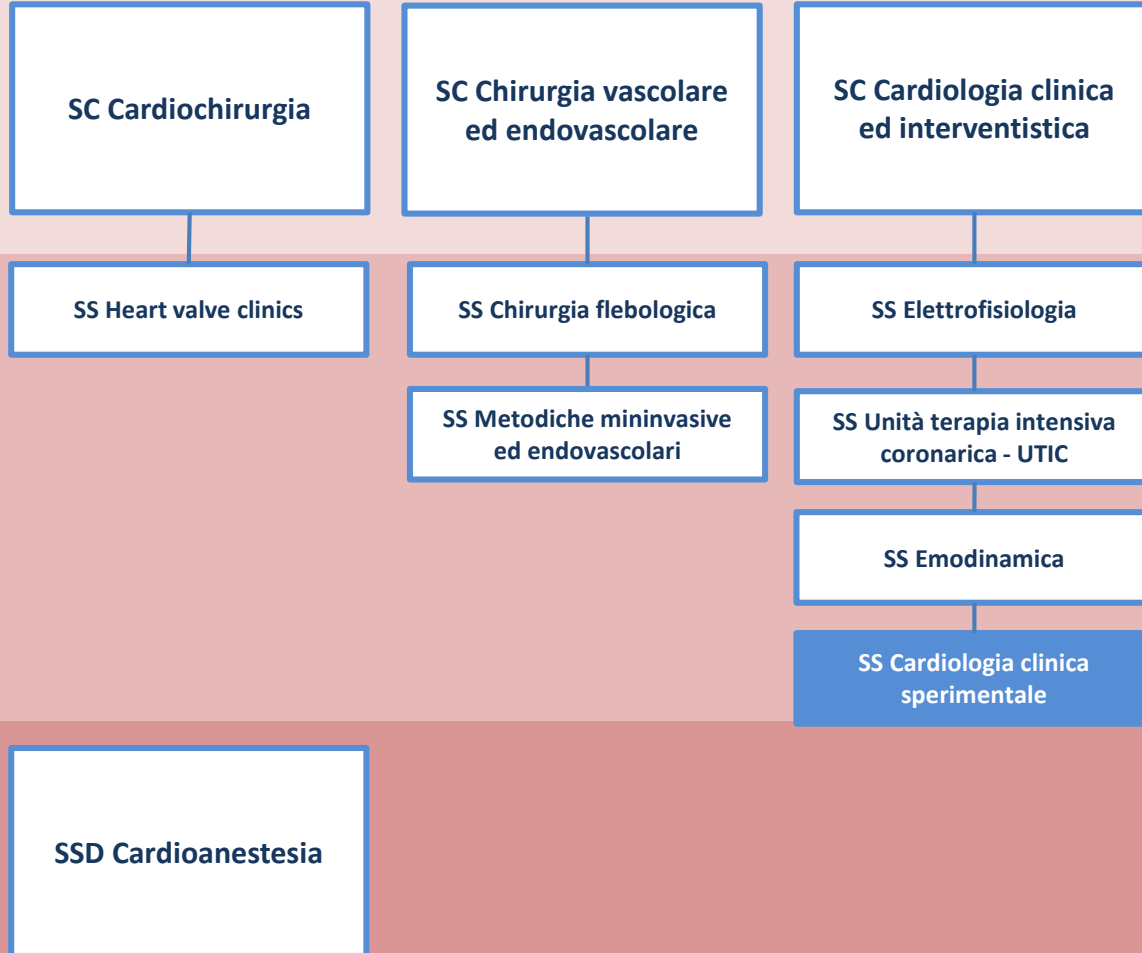 SC Cardiochirurgia
SC Chirurgia vascolare
ed endovascolare
SC Cardiologia clinica
ed interventistica
SS Heart valve clinics
SS Chirurgia flebologica
SS Elettrofisiologia
SS Metodiche mininvasive
ed endovascolari
SS Unità terapia intensiva
coronarica - UTIC
SS Emodinamica
SS Cardiologia clinica
sperimentale
SSD Cardioanestesia